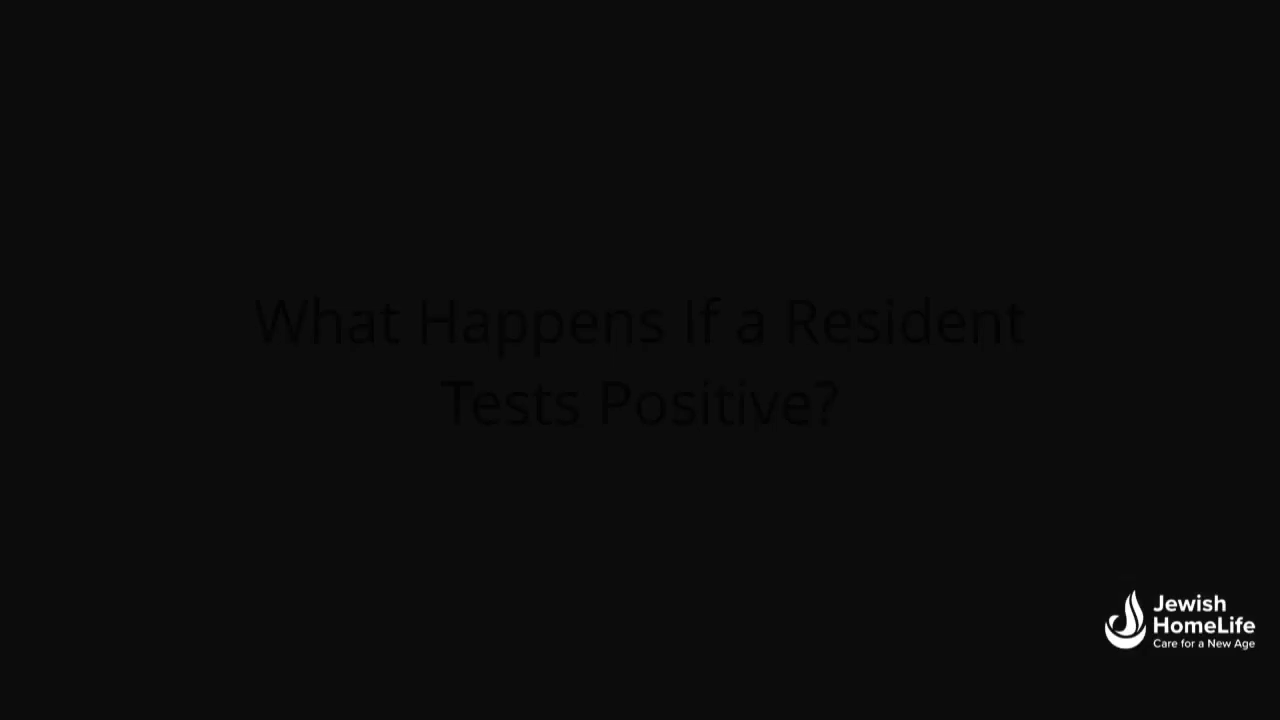 What Happens If a Resident
Tests Positive?
Jewish
HomeLife
Care for a New Age